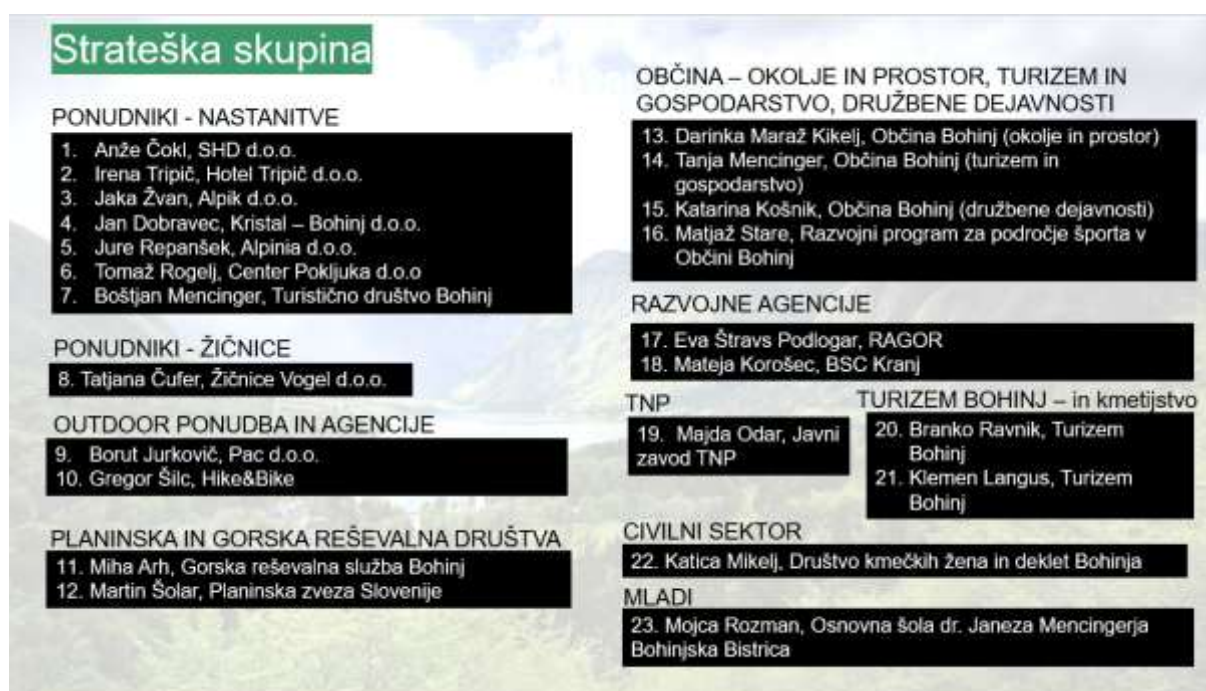 Strateška skupina
PONUDNIKI - NASTANITVE
1. Anže Čokl, SHD d.o.o.
2. Irena Tripič, Hotel Tripič d.o.o.
3. Jaka Žvan, Alpik d.o.o.
4. Jan Dobravec, Kristal – Bohinj d.o.o.
5. Jure Repanšek, Alpinia d.o.o.
6. Tomaž Rogelj, Center Pokljuka d.o.o
7. Boštjan Mencinger, Turistično društvo Bohinj
PONUDNIKI - ŽIČNICE
8. Tatjana Čufer, Žičnice Vogel d.o.o.
OUTDOOR PONUDBA IN AGENCIJE
9. Borut Jurkovič, Pac d.o.o.
10. Gregor Šilc, Hike&Bike
PLANINSKA IN GORSKA REŠEVALNA DRUŠTVA
11. Miha Arh, Gorska reševalna služba Bohinj
12. Martin Šolar, Planinska zveza Slovenije
OBČINA – OKOLJE IN PROSTOR, TURIZEM IN
GOSPODARSTVO, DRUŽBENE DEJAVNOSTI
13. Darinka Maraž Kikelj, Občina Bohinj (okolje in prostor)
14. Tanja Mencinger, Občina Bohinj (turizem in
gospodarstvo)
15. Katarina Košnik, Občina Bohinj (družbene dejavnosti)
16. Matjaž Stare, Razvojni program za področje športa v
Občini Bohinj
RAZVOJNE AGENCIJE
17. Eva Štravs Podlogar, RAGOR
18. Mateja Korošec, BSC Kranj
TNP
19. Majda Odar, Javni
zavod TNP
TURIZEM BOHINJ – in kmetijstvo
20. Branko Ravnik, Turizem
Bohinj
21. Klemen Langus, Turizem
Bohinj
CIVILNI SEKTOR
22. Katica Mikelj, Društvo kmečkih žena in deklet Bohinja
MLADI
23. Mojca Rozman, Osnovna šola dr. Janeza Mencingerja
Bohinjska Bistrica